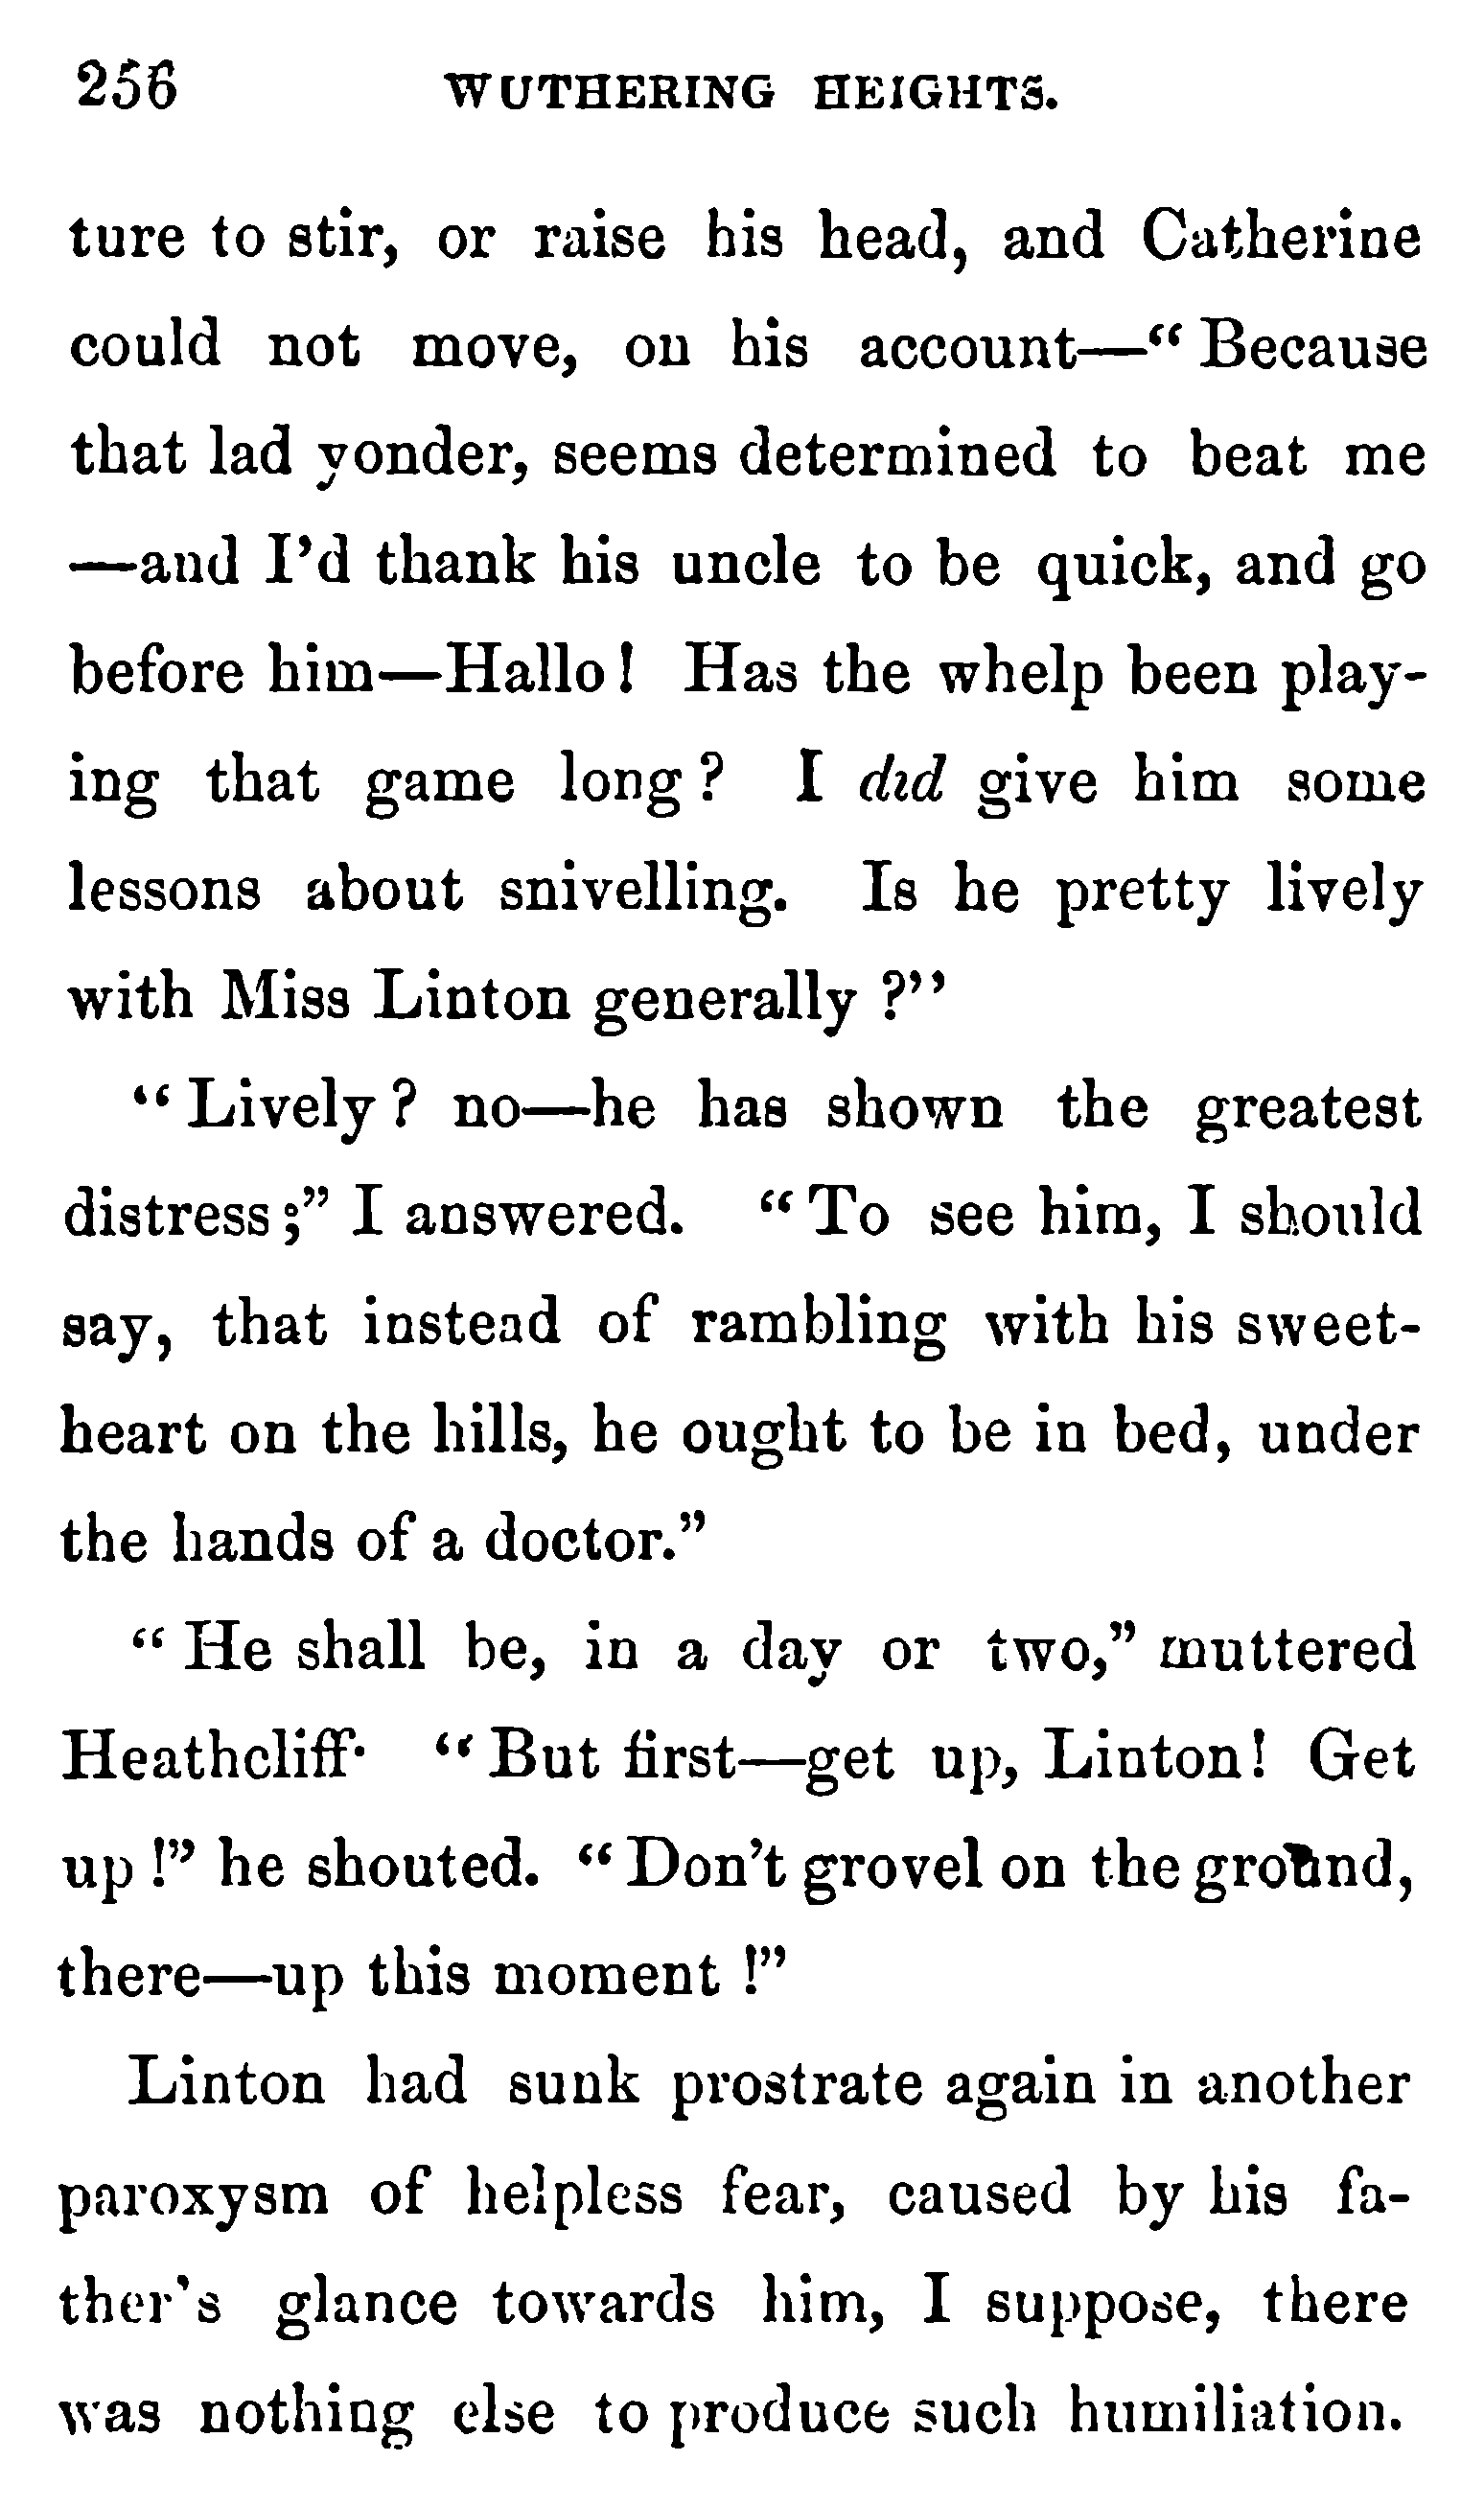 256 WUTHERING HEIGHTS.
ture to stir, or raise his head, and Catherine
could not move, on his account—“ Because
that lad yonder, seems determined to beat me
—and I’d thank his uncle to be quick, and go
before him—Hallo! Has the whelp been play-
ing that game long? I did give him some
lessons about snivelling. Is he pretty lively
with Miss Linton generally ?’’
“ Lively? no—he has shown the greatest
distress;” I answered. “ To see him, I should
say, that instead of rambling with his sweet-
heart on the hills, he ought to be in bed, under
the hands of a doctor.”
“ He shall be, in a day or two,” muttered
Heathcliff· “ But first—get up, Linton! Get
up !” he shouted. “ Don’t grovel on the ground,
there—up this moment !”
Linton had sunk prostrate again in another
paroxysm of helpless fear, caused by his fa-
ther’s glance towards him, I suppose, there
was nothing else to produce such humiliation.